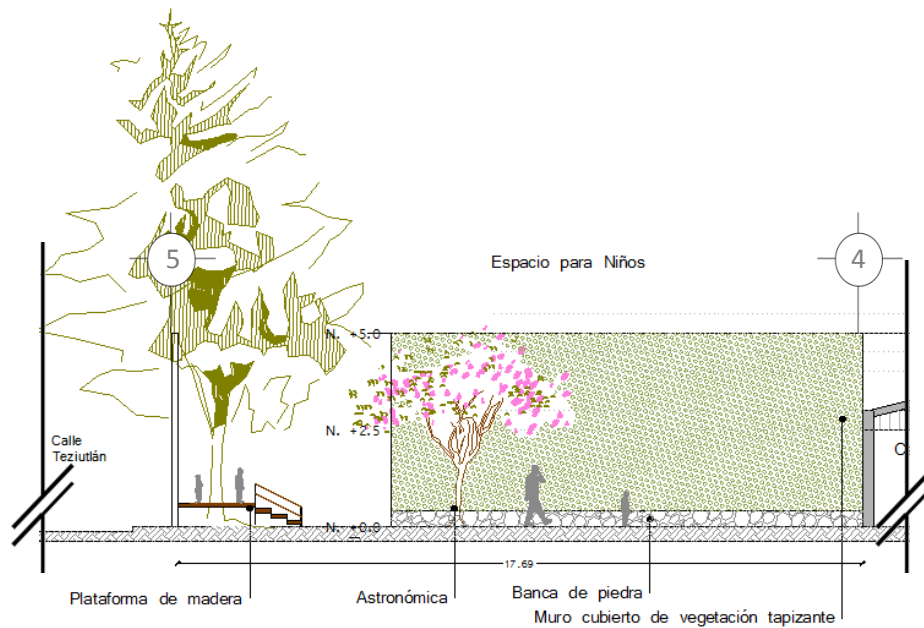 5
4
Espacio para Niños
N. +5.0
N. +2.5
Calle
Teziutlán
C
N. ±0.0
17.69
Plataforma de madera
Astronómica
Banca de piedra
Muro cubierto de vegetación tapizante